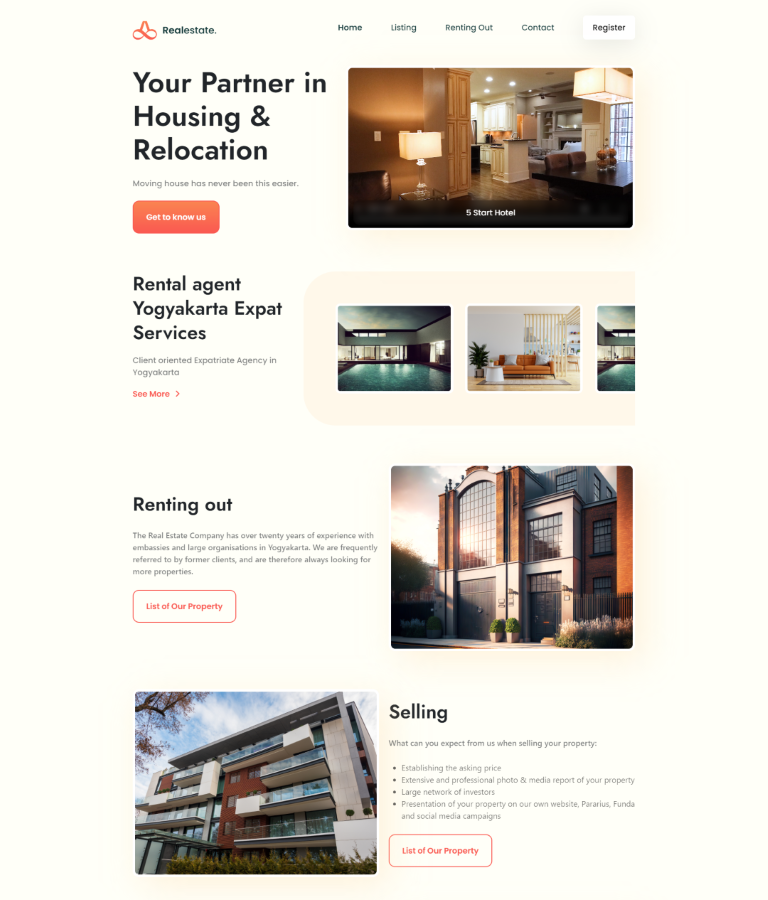 Realestate.
Home Listing Renting Out Contact Register
Your Partner in
Housing &
Relocation
Moving house has never been this easier.
Get to know us
5 Start Hotel
Rental agent
Yogyakarta Expat
Services
Client oriented Expatriate Agency in
Yogyakarta
See More
Renting out
The Real Estate Company has over twenty years of experience with
embassies and large organisations in Yogyakarta. We are frequently
referred to by former clients, and are therefore always looking for
more properties.
List of Our Property
Selling
What can you expect from us when selling your property:
Establishing the asking price
Extensive and professional photo & media report of your property
Large network of investors
Presentation of your property on our own website, Pararius, Funda
and social media campaigns
List of Our Property